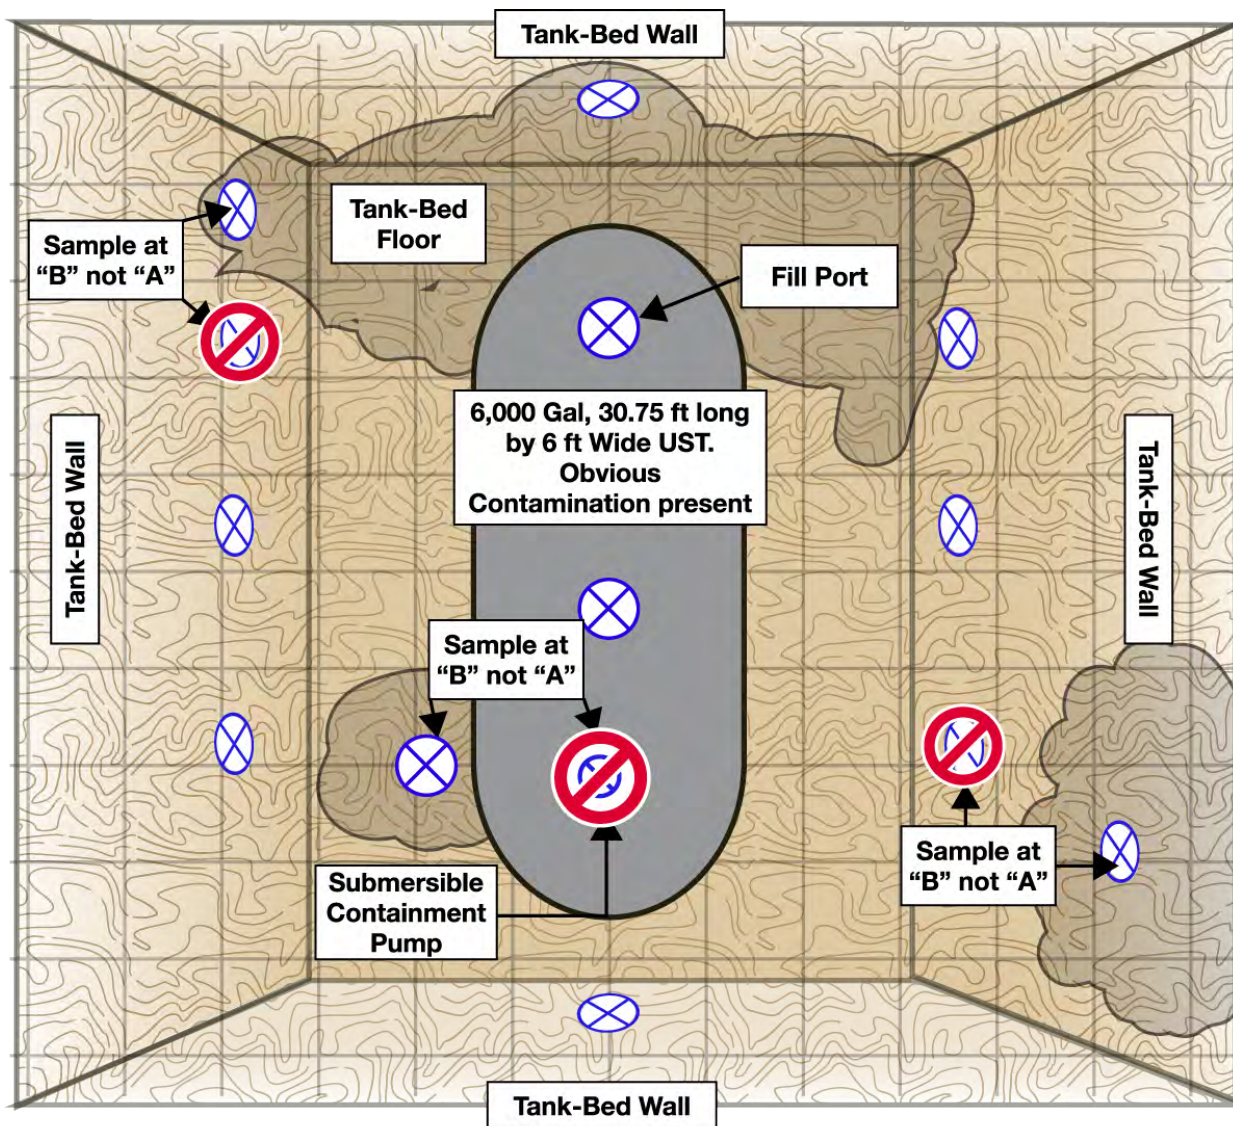 Tank-Bed Wall
Tank-Bed
Floor
Sample at
“B” not “A”
Fill Port
6,000 Gal, 30.75 ft long
by 6 ft Wide UST.
Obvious
Contamination present
Tank-Bed Wall
Tank-Bed Wall
Sample at
“B” not “A”
Sample at
“B” not “A”
Submersible
Containment
Pump
Tank-Bed Wall